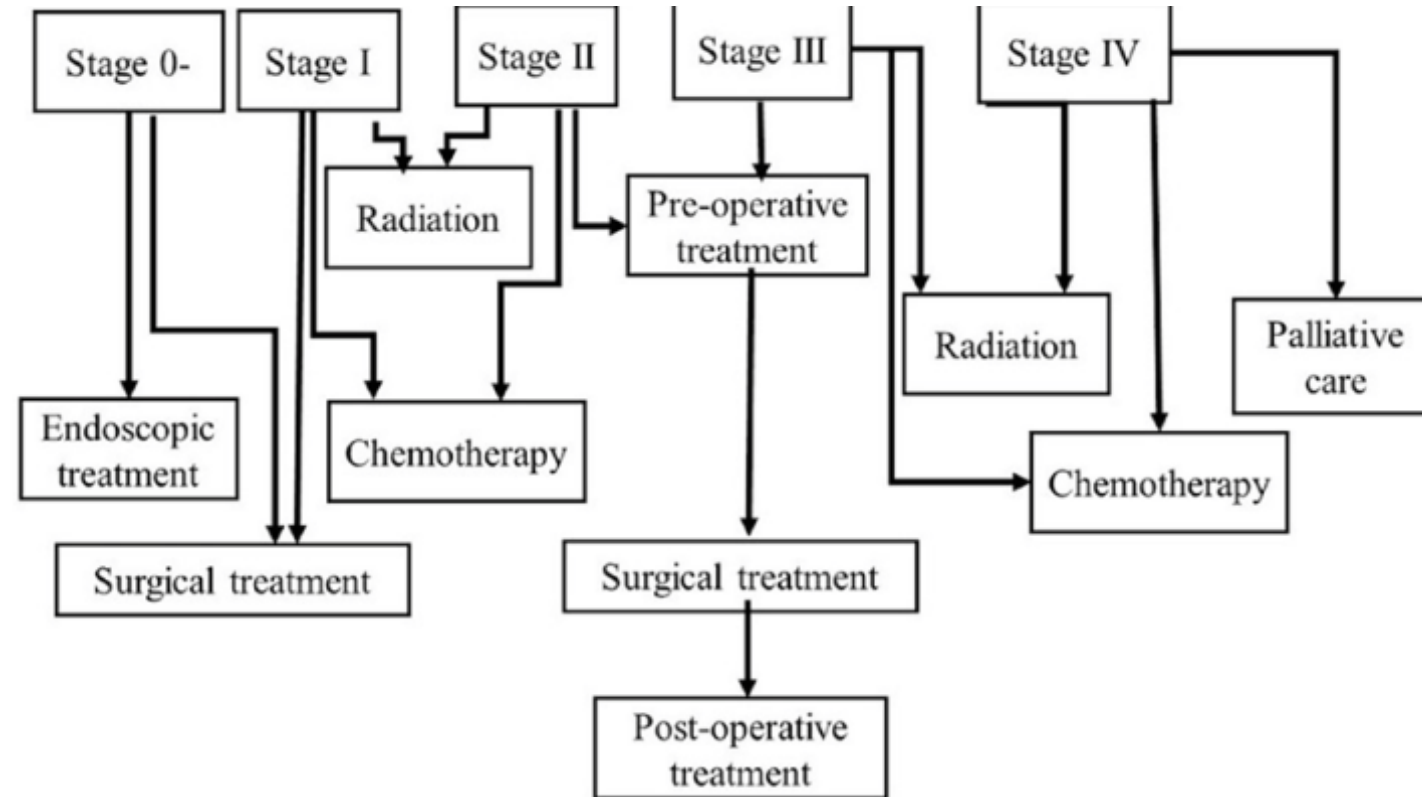 Stage 0-
Stage I
Stage II
Stage III
Stage IV
Radiation
Pre-operative
treatment
Radiation
Palliative
care
Endoscopic
treatment
Chemotherapy
Chemotherapy
Surgical treatment
Surgical treatment
Post-operative
treatment